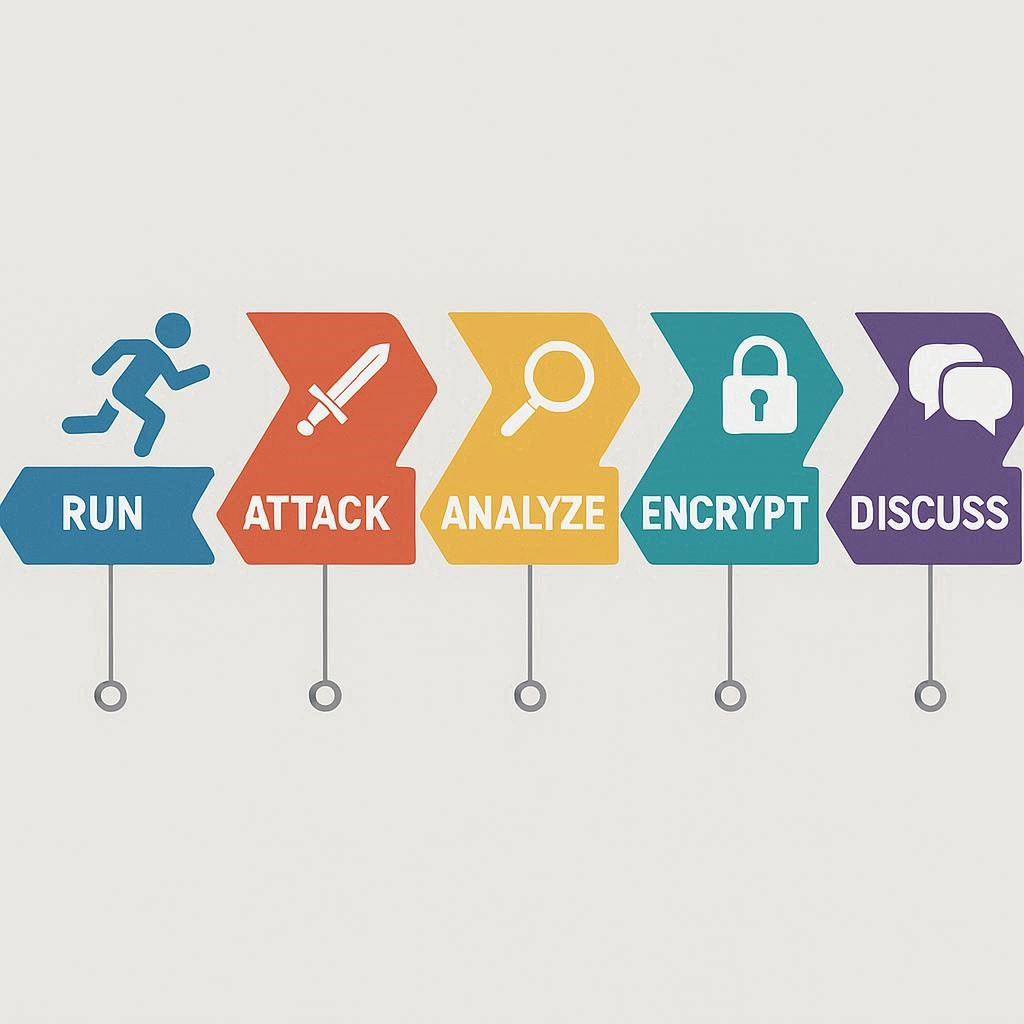 RUN
ATTACK
ANALYZE
ENCRYPT
DISCUSS